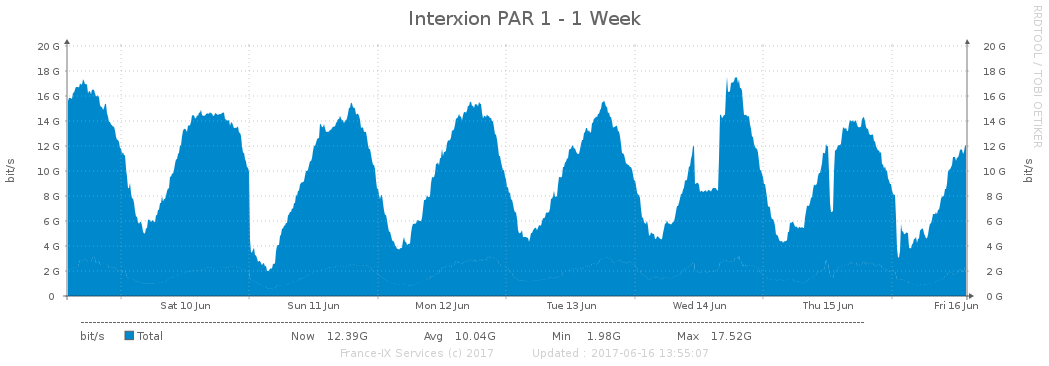 Interxion PAR 1 - 1 Week
RRDTOOL / TOBI OETIKER
bit/s
20 G 20 G
18 G 18 G
16 G 16 G
14 G 14 G
12 G 12 G
10 G 10 G
8 G 8 G
6 G 6 G
4 G 4 G
2 G 2 G
0 0 G
bit/s
Sat 10 Jun Sun 11 Jun Mon 12 Jun Tue 13 Jun Wed 14 Jun Thu 15 Jun Fri 16 Jun
bit/s Total Now 12.39G Avg 10.04G Min 1.98G Max 17.52G
France-IX Services (c) 2017 Updated : 2017-06-16 13:55:07